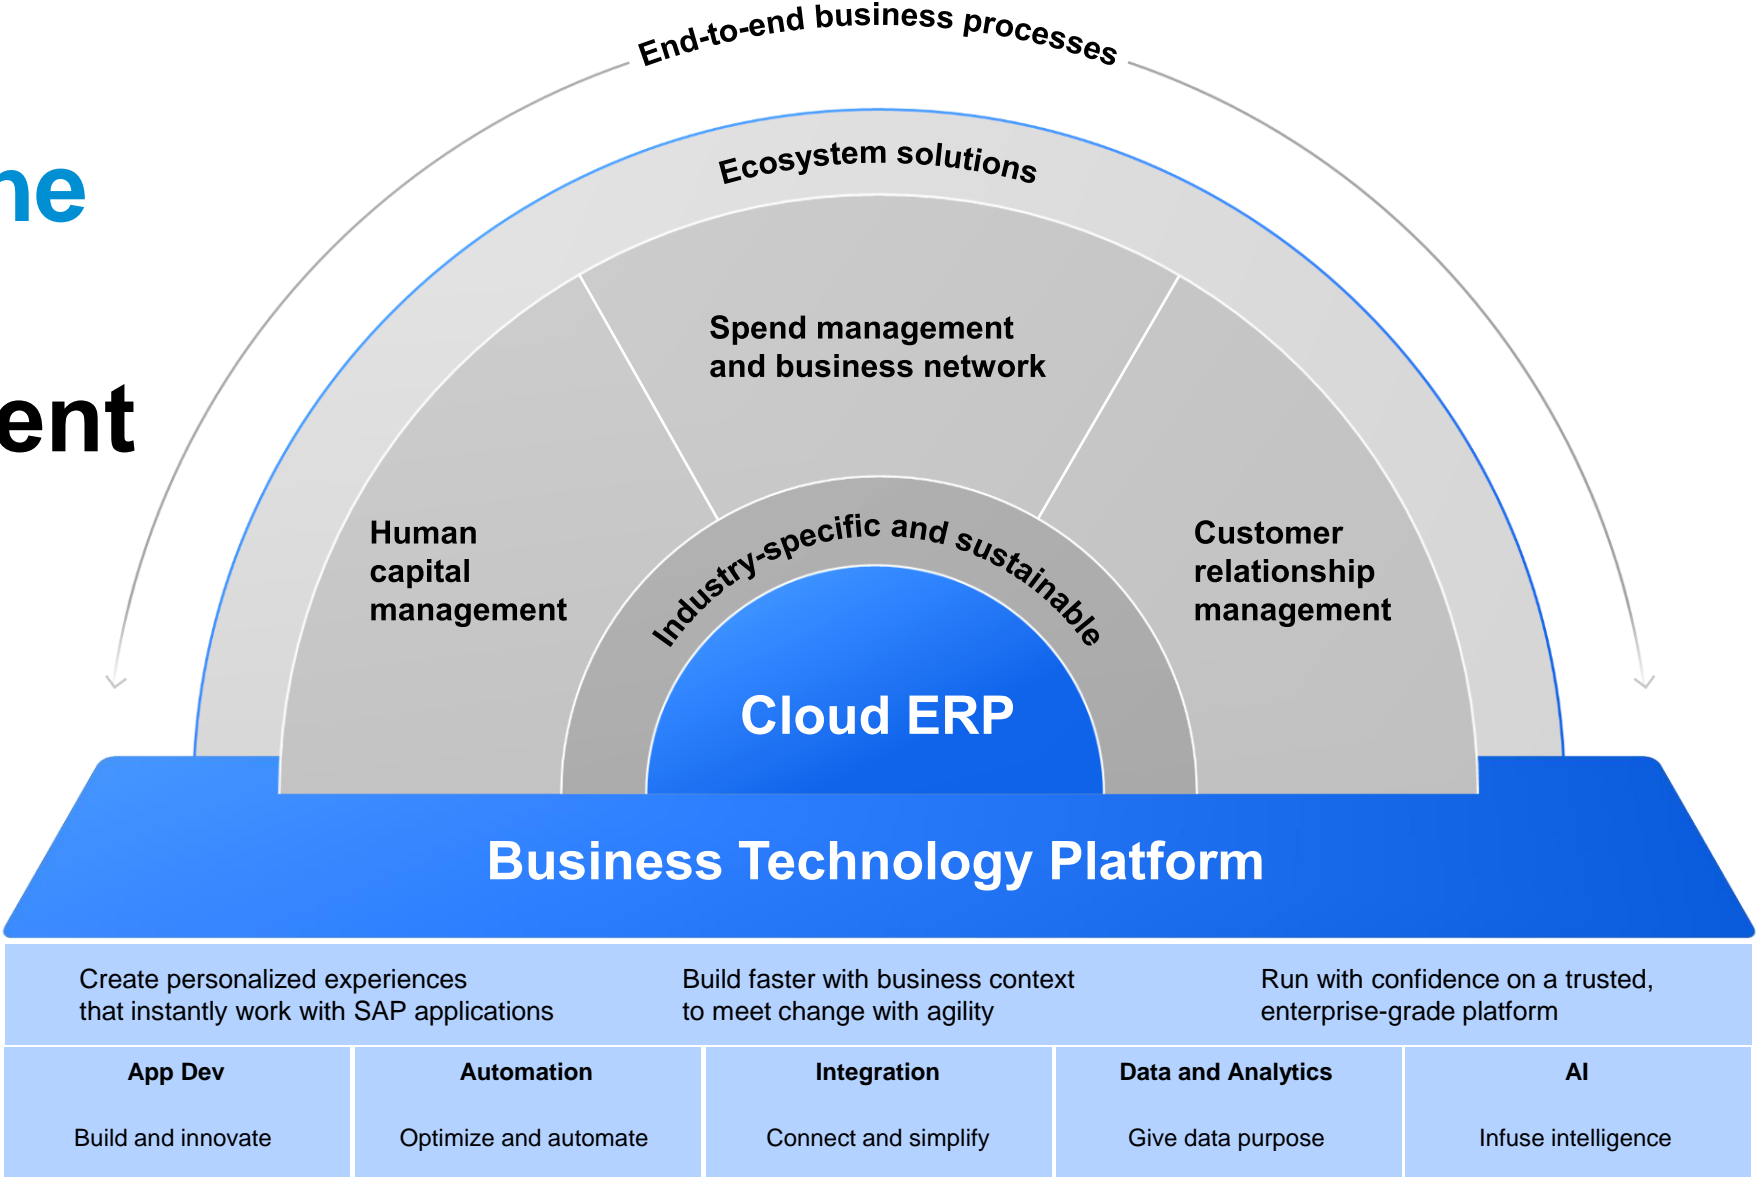 End-to-end business processes
Ecosystem solutions
Spend management
and business network
Human
capital
management
Customer
relationship
management
Industry-specific and sustainable
Cloud ERP
Business Technology Platform
Create personalized experiences
that instantly work with SAP applications
Build faster with business context
to meet change with agility
Run with confidence on a trusted,
enterprise-grade platform
App Dev
Build and innovate
Automation
Optimize and automate
Integration
Connect and simplify
Data and Analytics
Give data purpose
AI
Infuse intelligence